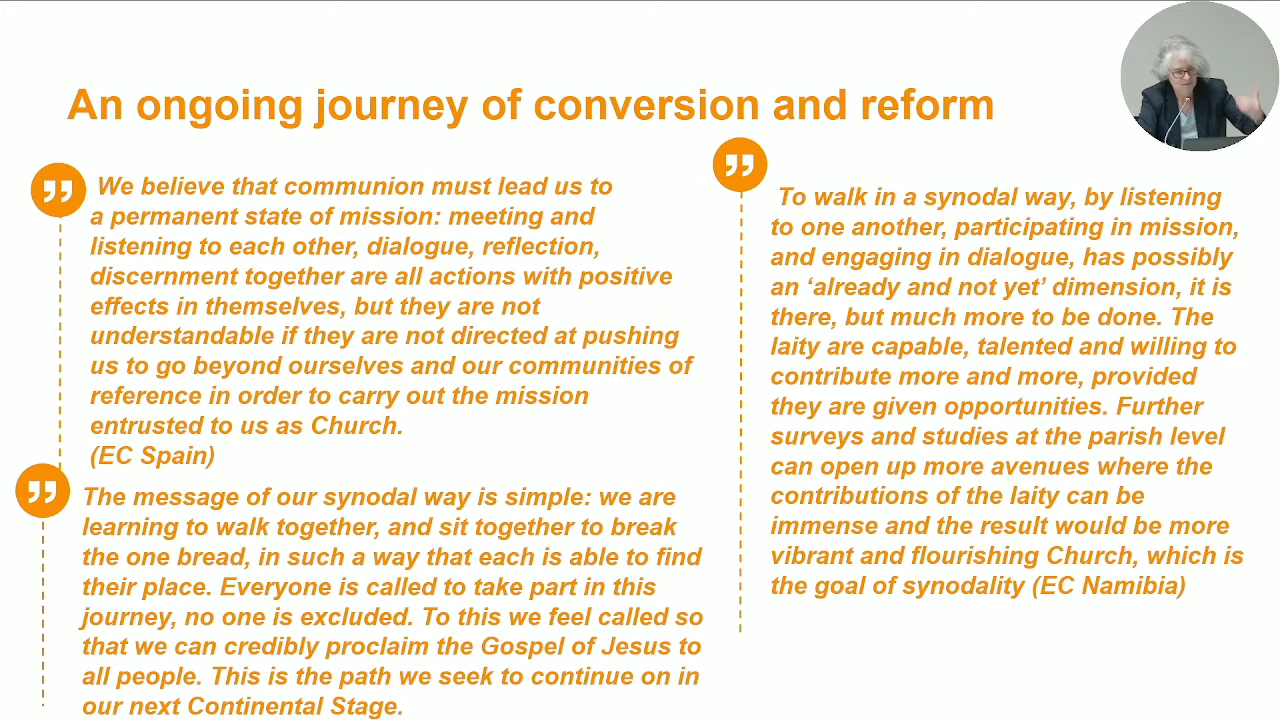 An ongoing journey of conversion and reform
We believe that communion must lead us to
a permanent state of mission: meeting and
listening to each other, dialogue, reflection,
discernment together are all actions with positive
effects in themselves, but they are not
understandable if they are not directed at pushing
us to go beyond ourselves and our communities of
reference in order to carry out the mission
entrusted to us as Church.
(EC Spain)
The message of our synodal way is simple: we are
learning to walk together, and sit together to break
the one bread, in such a way that each is able to find
their place. Everyone is called to take part in this
journey, no one is excluded. To this we feel called so
that we can credibly proclaim the Gospel of Jesus to
all people. This is the path we seek to continue on in
our next Continental Stage.
To walk in a synodal way, by listening
to one another, participating in mission,
and engaging in dialogue, has possibly
an ‘already and not yet’ dimension, it is
there, but much more to be done. The
laity are capable, talented and willing to
contribute more and more, provided
they are given opportunities. Further
surveys and studies at the parish level
can open up more avenues where the
contributions of the laity can be
immense and the result would be more
vibrant and flourishing Church, which is
the goal of synodality (EC Namibia)